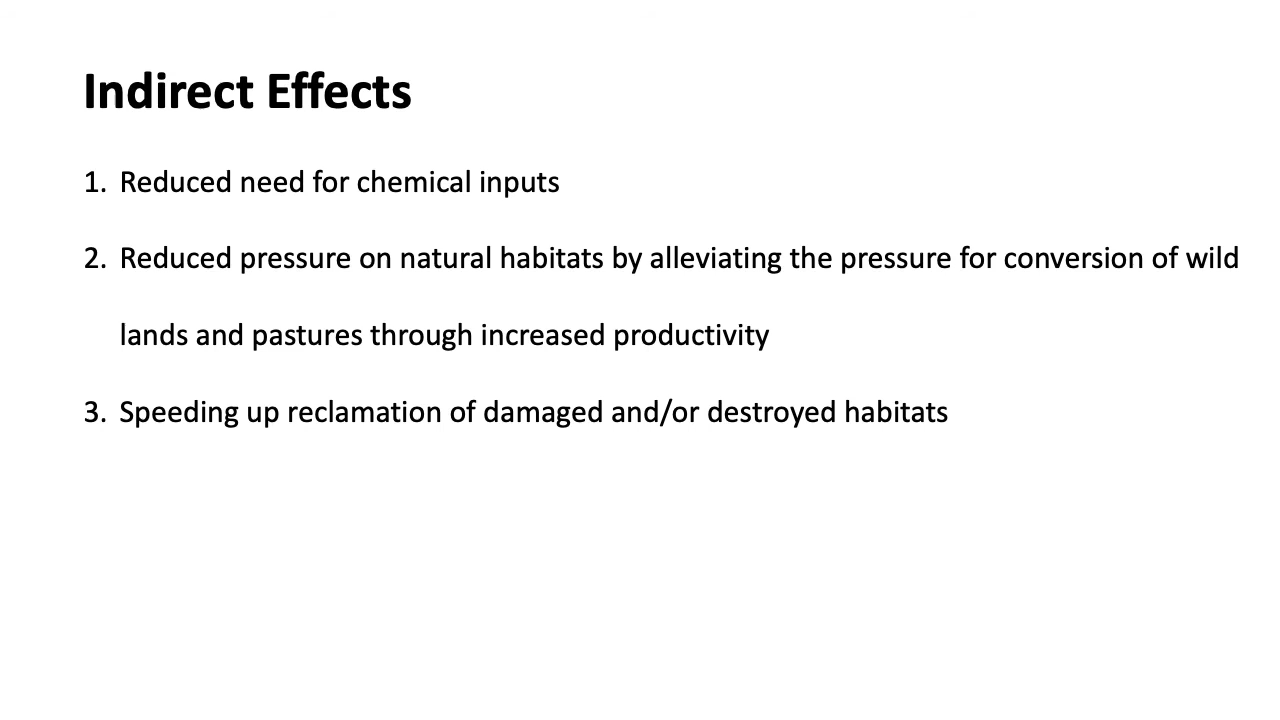 Indirect Effects
1. Reduced need for chemical inputs
2. Reduced pressure on natural habitats by alleviating the pressure for conversion of wild
lands and pastures through increased productivity
3. Speeding up reclamation of damaged and/or destroyed habitats